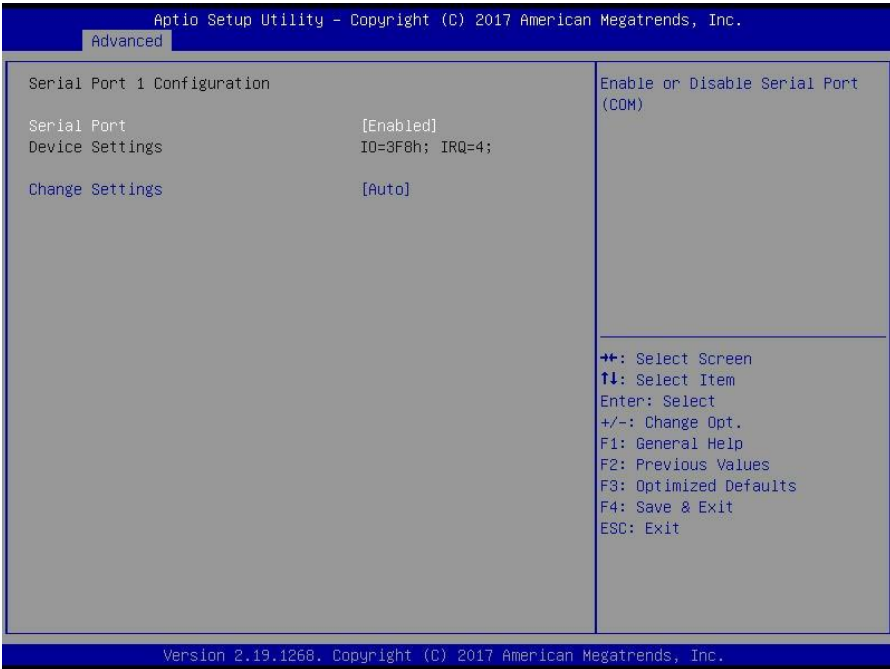 Aptio Setup Utility – Copyright (C) 2017 American Megatrends, Inc.
Advanced
Serial Port 1 Configuration
Serial Port [Enabled]
Device Settings IO=3F8h; IRQ=4;
Change Settings [Auto]
Enable or Disable Serial Port
(COM)
→←: Select Screen
↑↓: Select Item
Enter: Select
+/-: Change Opt.
F1: General Help
F2: Previous Values
F3: Optimized Defaults
F4: Save & Exit
ESC: Exit
Version 2.19.1268. Copyright (C) 2017 American Megatrends, Inc.